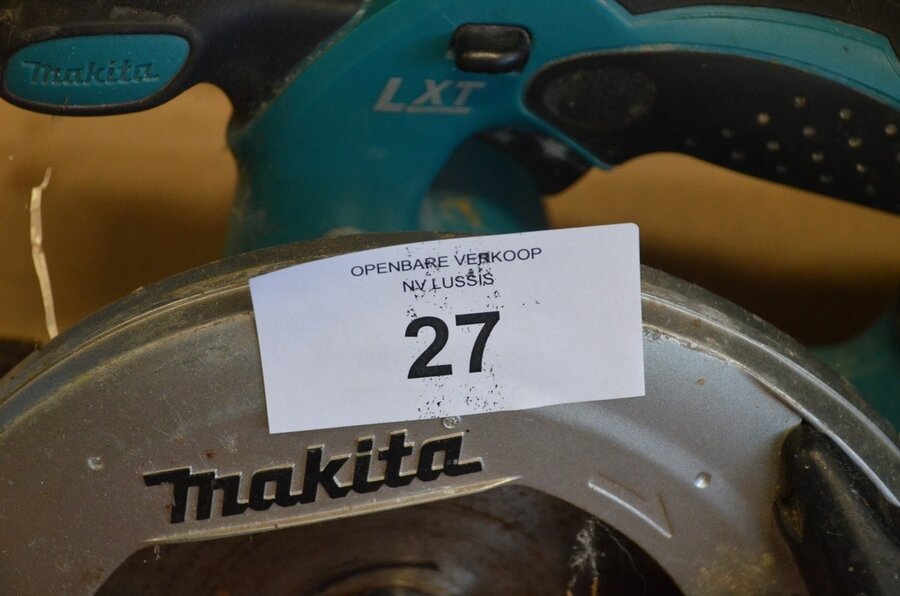 makita
LXT
OPENBARE VERKOOP
NV LUSSIS
27
makita